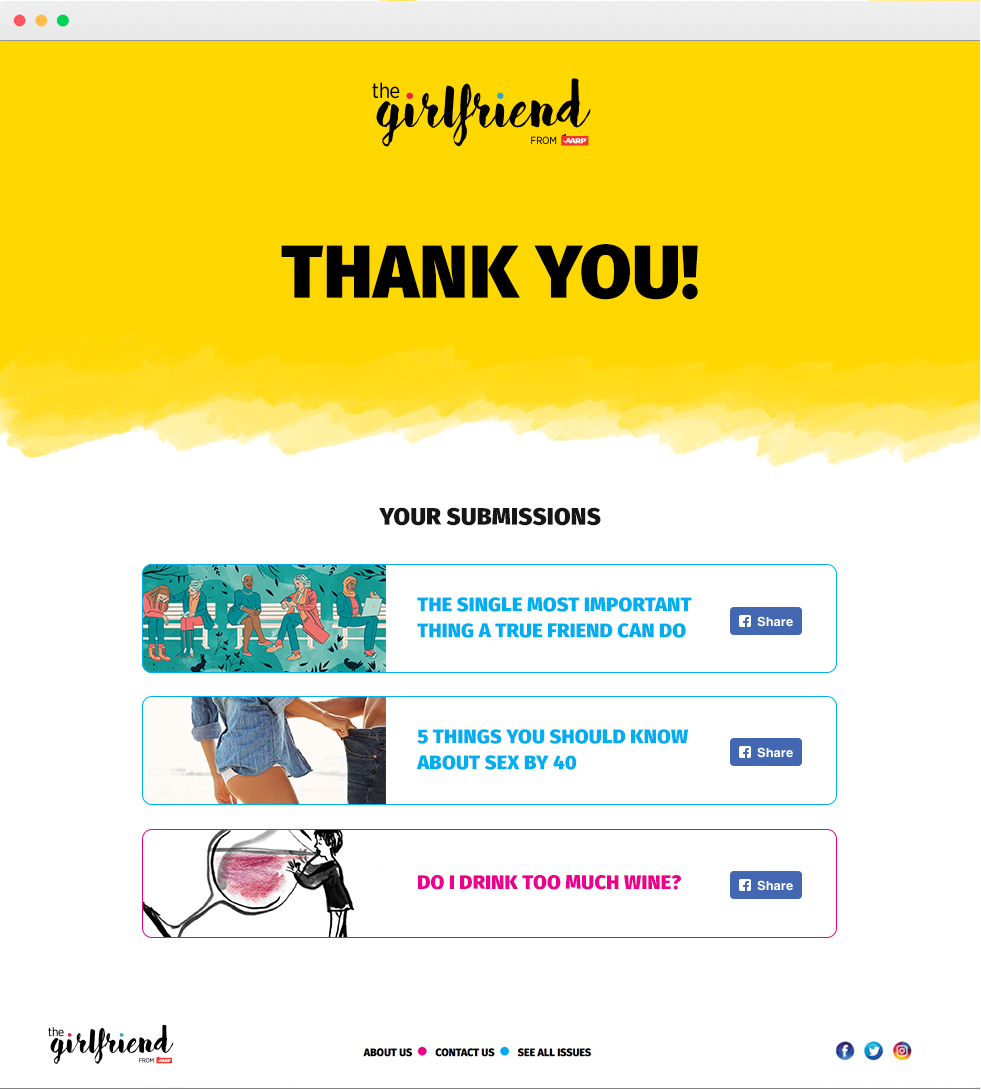 the
girlfriend
FROM AARP
THANK YOU!
YOUR SUBMISSIONS
THE SINGLE MOST IMPORTANT
THING A TRUE FRIEND CAN DO
Share
5 THINGS YOU SHOULD KNOW
ABOUT SEX BY 40
Share
DO I DRINK TOO MUCH WINE?
Share
the
girlfriend
FROM AARP
ABOUT US CONTACT US SEE ALL ISSUES